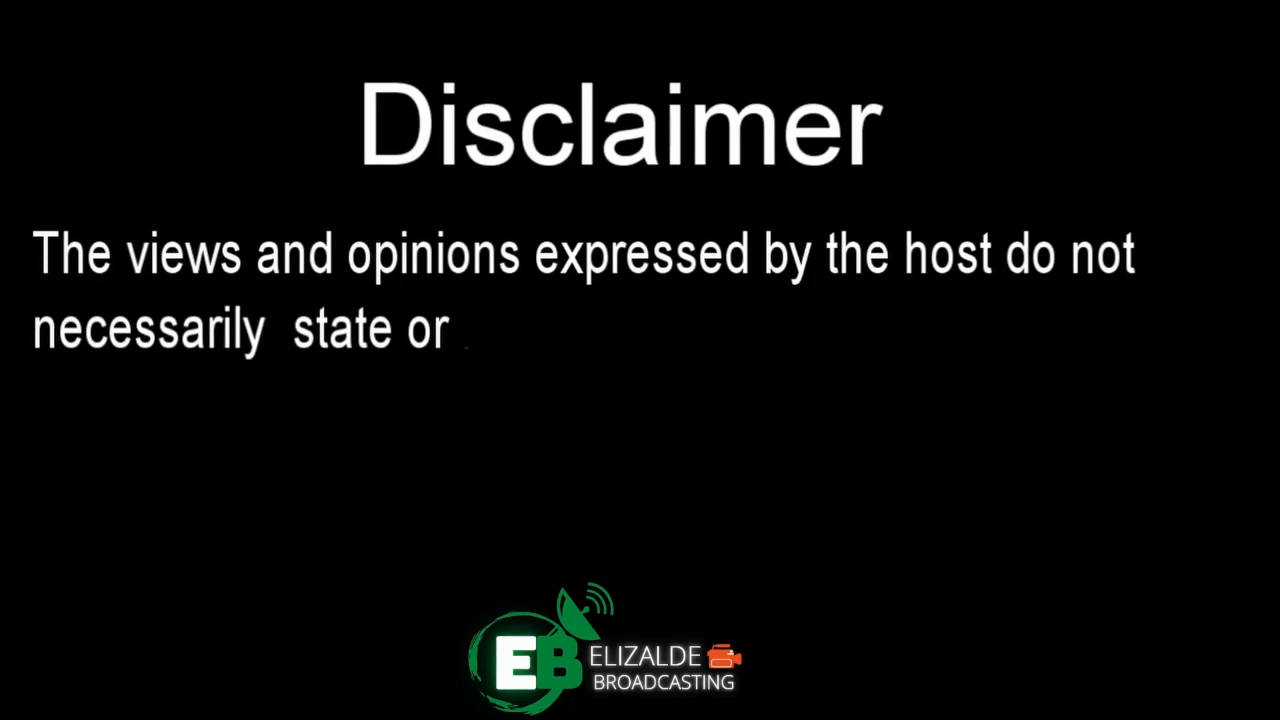 Disclaimer
The views and opinions expressed by the host do not
necessarily  state or
EB
ELIZALDE
BROADCASTING